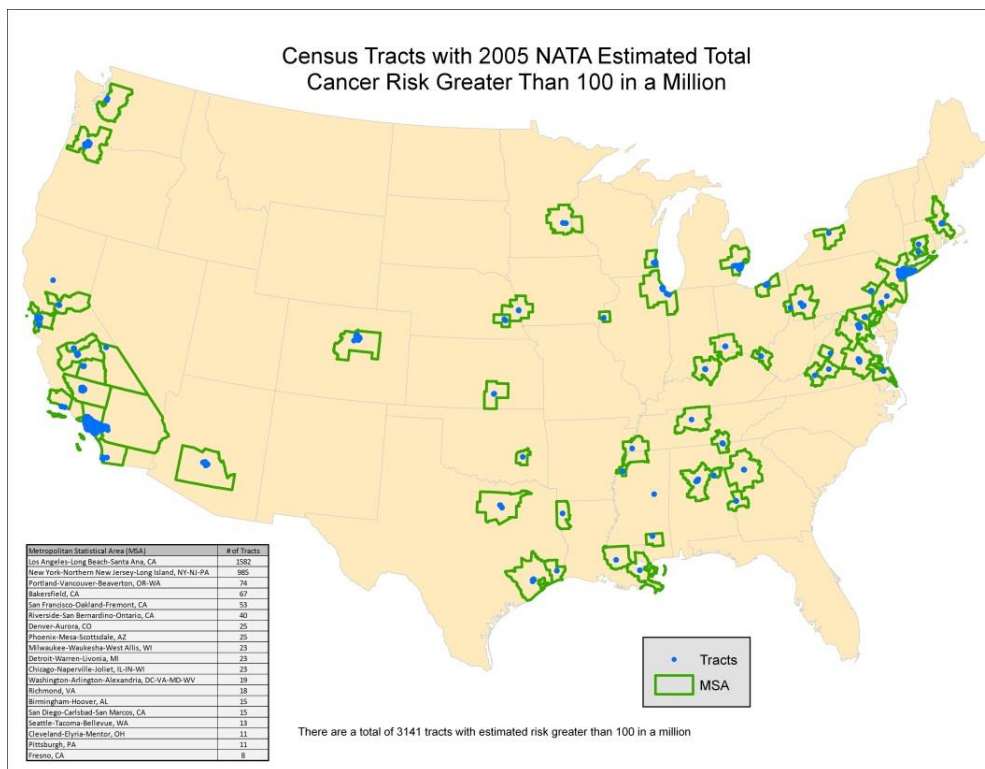 Census Tracts with 2005 NATA Estimated Total
Cancer Risk Greater Than 100 in a Million
Metropolitan Statistical Area (MSA) # of Tracts
Los Angeles-Long Beach-Santa Ana, CA 1582
New York-Northern New Jersey-Long Island, NY-NJ-PA 985
Portland-Vancouver-Beaverton, OR-WA 74
Bakersfield, CA 67
San Francisco-Oakland-Fremont, CA 53
Riverside-San Bernardino-Ontario, CA 40
Denver-Aurora, CO 25
Phoenix-Mesa-Scottsdale, AZ 25
Milwaukee-Waukesha-West Allis, WI 23
Detroit-Warren-Livonia, MI 23
Chicago-Naperville-Joliet, IL-IN-WI 23
Washington-Arlington-Alexandria, DC-VA-MD-WV 19
Richmond, VA 18
Birmingham-Hoover, AL 15
San Diego-Carlsbad-San Marcos, CA 15
Seattle-Tacoma-Bellevue, WA 13
Cleveland-Elyria-Mentor, OH 11
Pittsburgh, PA 11
Fresno, CA 8
Tracts
MSA
There are a total of 3141 tracts with estimated risk greater than 100 in a million